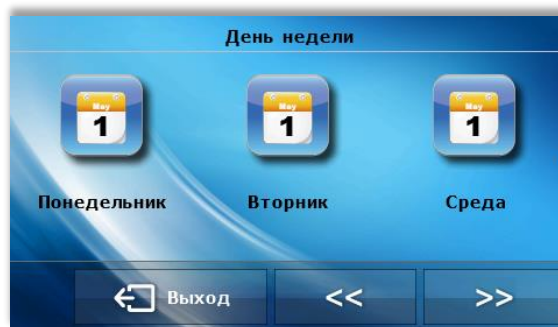 День недели
May May May
1 1 1
Понедельник Вторник Среда
Выход << >>